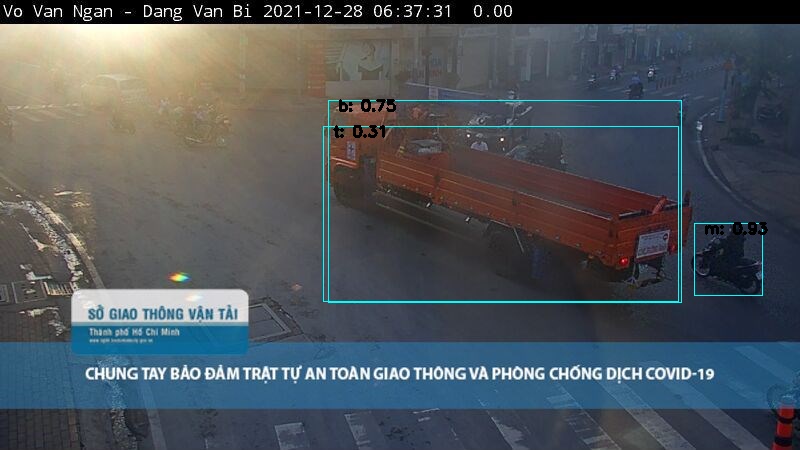 Vo Van Ngan - Dang Van Bi 2021-12-28 06:37:31 0.00
b: 0.75
t: 0.31
m: 0.93
SỞ GIAO THÔNG VẬN TẢI
Thành phố Hồ Chí Minh
CHUNG TAY BẢO ĐẢM TRẬT TỰ AN TOÀN GIAO THÔNG VÀ PHÒNG CHỐNG DỊCH COVID-19